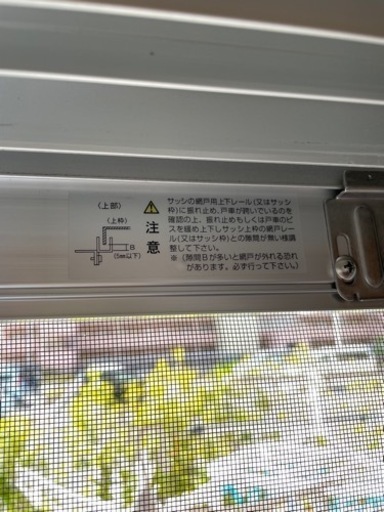 (上部)
(上枠)
B
(5mm以下)
注意
サッシの網戸用上下レール(又はサッシ
枠)に振れ止め、戸車が跨いでいるのを
確認の上、振れ止めもしくは戸車のビ
スを緩め上下しサッシ上枠の網戸レー
ル(又はサッシ枠)との隙間が無い様調
整して下さい。
※(隙間Bが多いと網戸が外れる恐れ
があります。必ず行って下さい。)